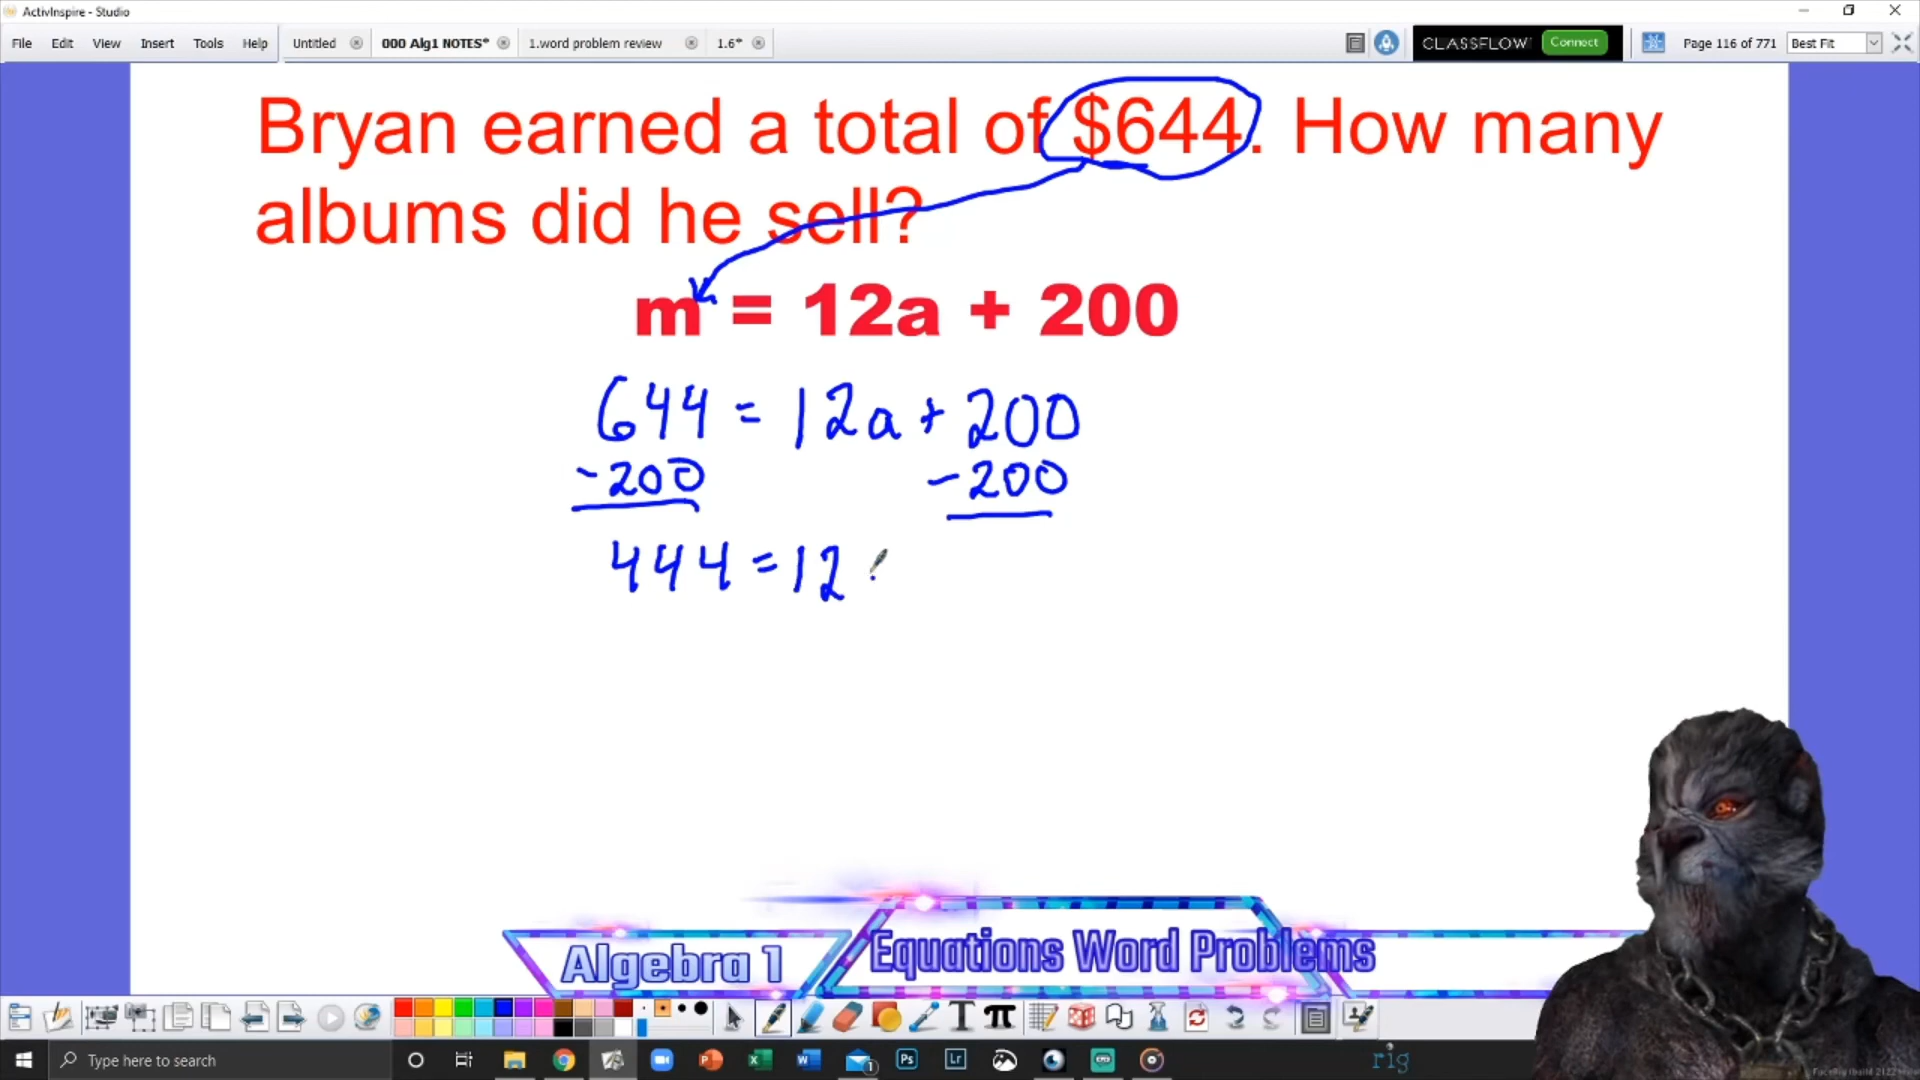 ActivInspire - Studio
File Edit View Insert Tools Help Untitled 000 Alg1 NOTES* 1.word problem review 1.6* CLASSFLOW Connect Page 116 of 771 Best Fit
Bryan earned a total of $644. How many
albums did he sell?
m = 12a + 200
644 = 12a + 200
-200 -200
444 = 12
Algebra 1 Equations Word Problems
Type here to search
rig